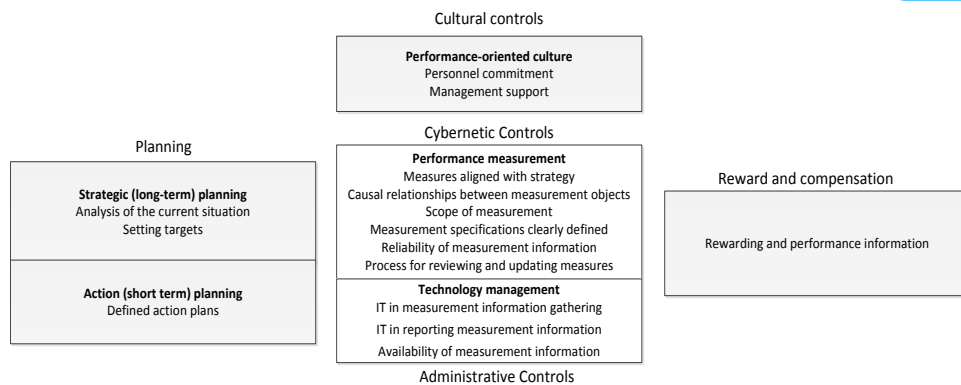 Cultural controls
Performance-oriented culture
Personnel commitment
Management support
Planning
Strategic (long-term) planning
Analysis of the current situation
Setting targets
Action (short term) planning
Defined action plans
Cybernetic Controls
Performance measurement
Measures aligned with strategy
Causal relationships between measurement objects
Scope of measurement
Measurement specifications clearly defined
Reliability of measurement information
Process for reviewing and updating measures
Technology management
IT in measurement information gathering
IT in reporting measurement information
Availability of measurement information
Reward and compensation
Rewarding and performance information
Administrative Controls